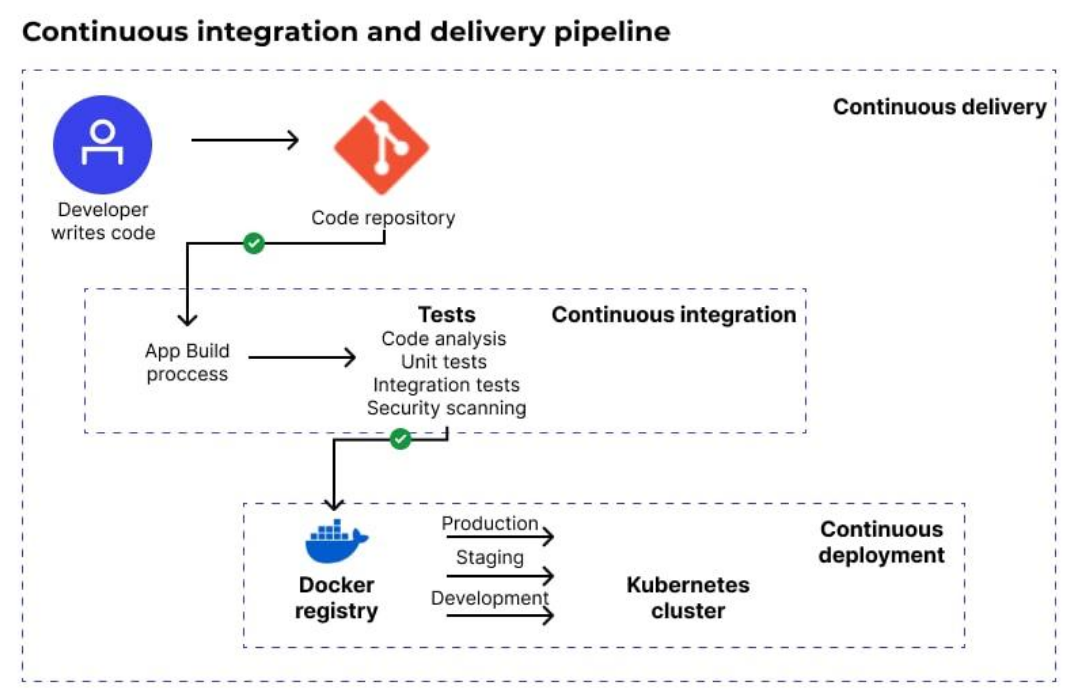 Continuous integration and delivery pipeline
Continuous delivery
Developer
writes code
Code repository
Tests
Continuous integration
Code analysis
App Build
proccess
Unit tests
Integration tests
Security scanning
Production
Staging
Development
Continuous
deployment
Docker
registry
Kubernetes
cluster